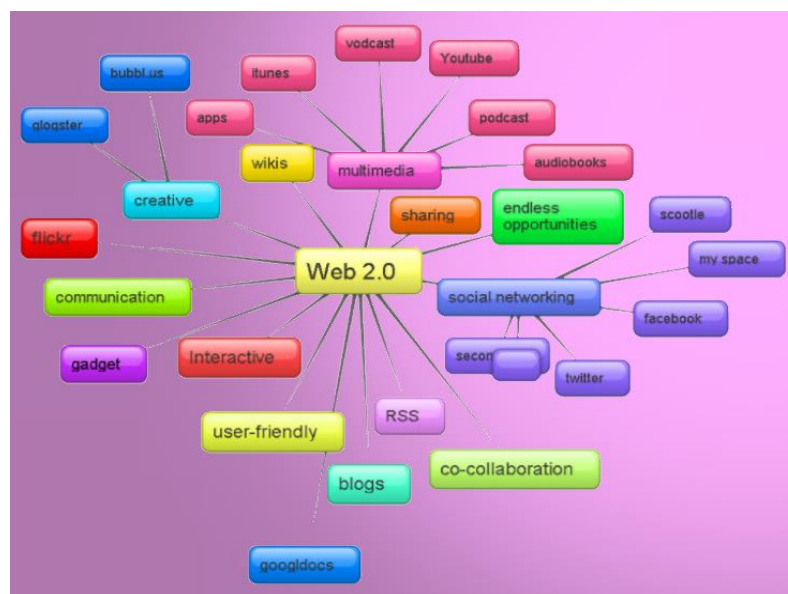 vodcast
Youtube
itunes
bubbl.us
apps
podcast
glogster
wikis
multimedia
audiobooks
creative
sharing
endless
opportunities
scootle
flickr
Web 2.0
my space
communication
social networking
facebook
gadget
Interactive
twitter
RSS
user-friendly
co-collaboration
blogs
googldocs